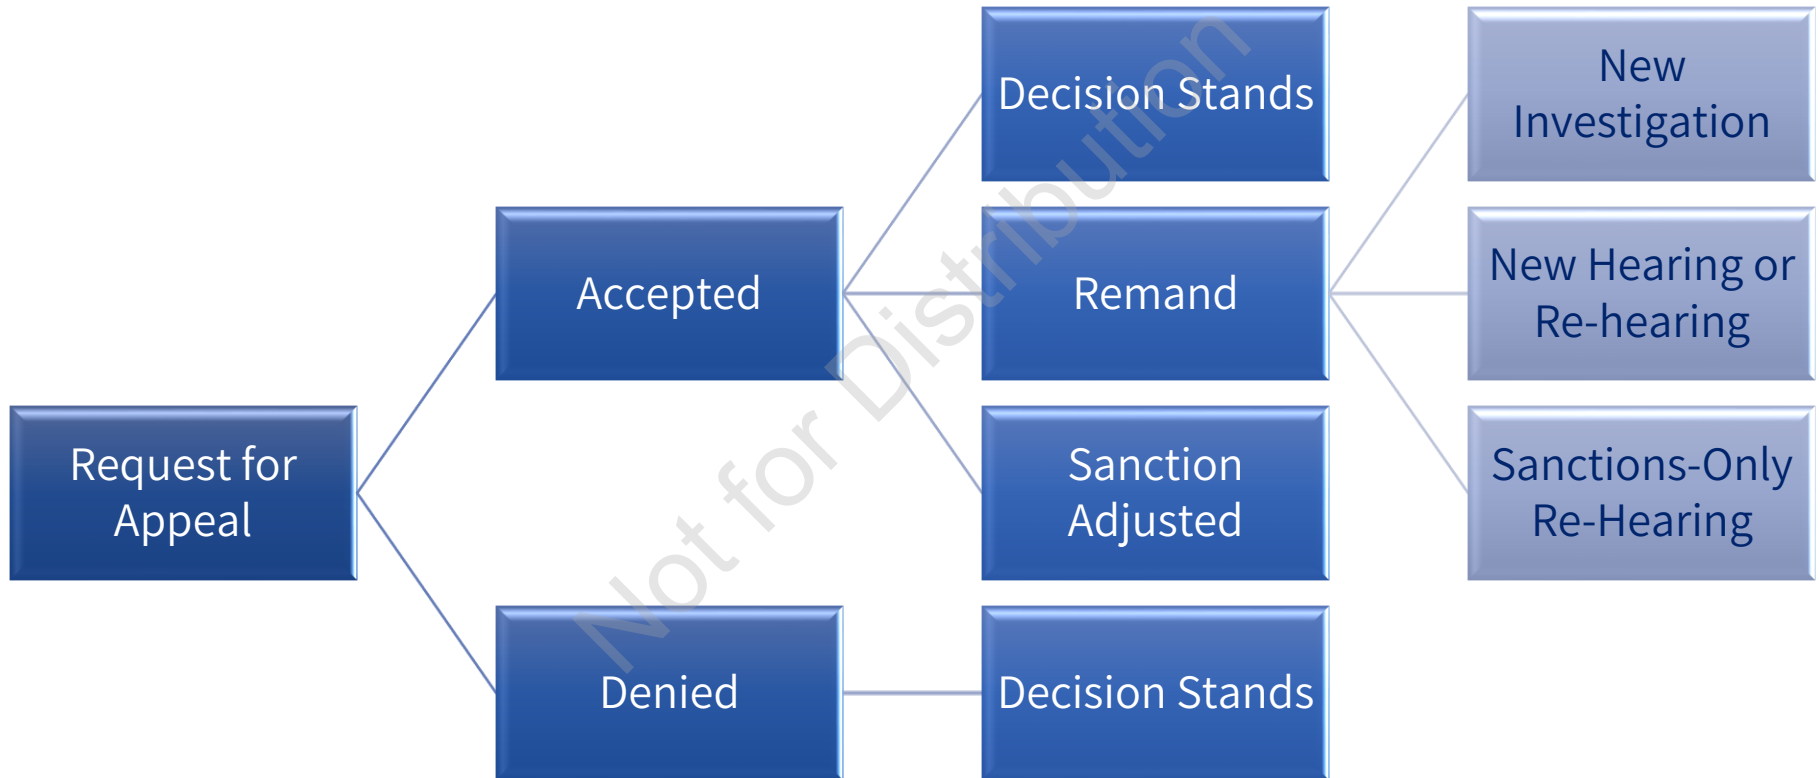 Decision Stands
New
Investigation
Accepted
Remand
New Hearing or
Re-hearing
Request for
Appeal
Sanction
Adjusted
Sanctions-Only
Re-Hearing
Denied
Decision Stands
Not for Distribution